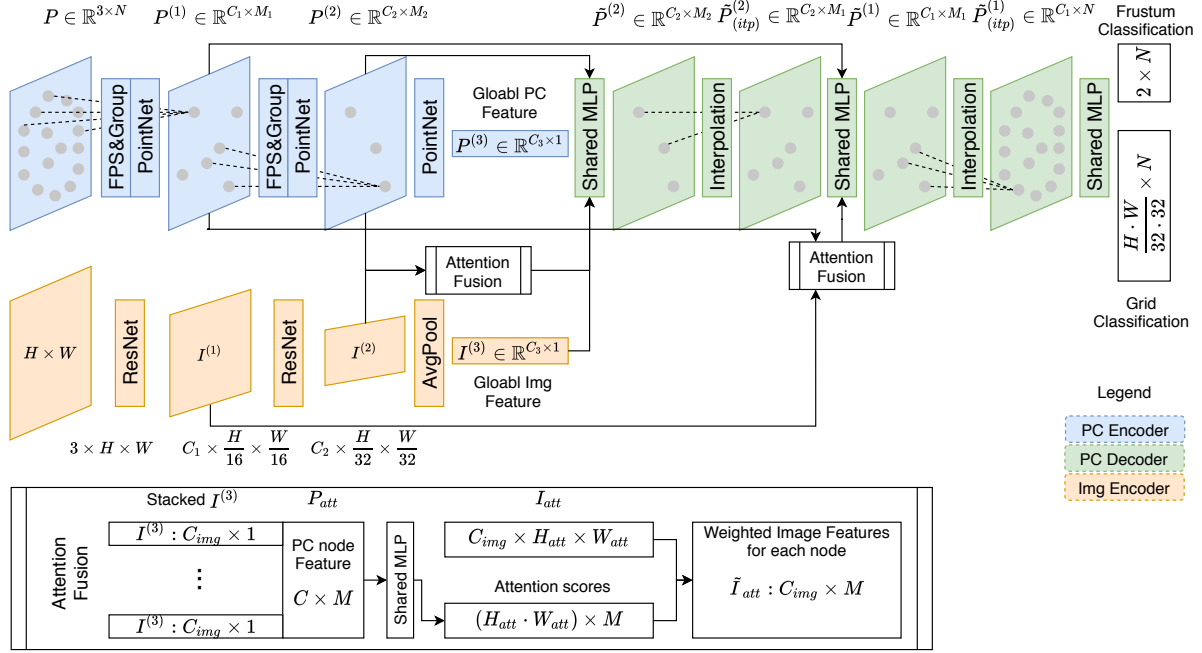 P ∈ ℝ^{3×N}
P^{(1)} ∈ ℝ^{C_1×M_1}
P^{(2)} ∈ ℝ^{C_2×M_2}
P̃^{(2)} ∈ ℝ^{C_2×M_2}
P̃^{(2)}_{(itp)} ∈ ℝ^{C_2×M_1}
P̃^{(1)} ∈ ℝ^{C_1×M_1}
P̃^{(1)}_{(itp)} ∈ ℝ^{C_1×N}
Frustum
Classification
FPS&Group
PointNet
FPS&Group
PointNet
PointNet
Gloabl PC
Feature
P^{(3)} ∈ ℝ^{C_3×1}
Shared MLP
Interpolation
Shared MLP
Interpolation
Shared MLP
2 × N
H · W / 32 · 32 × N
Grid
Classification
Attention
Fusion
Attention
Fusion
H × W
ResNet
I^{(1)}
ResNet
I^{(2)}
AvgPool
I^{(3)} ∈ ℝ^{C_3×1}
Gloabl Img
Feature
3 × H × W
C_1 × H/16 × W/16
C_2 × H/32 × W/32
Legend
PC Encoder
PC Decoder
Img Encoder
Attention
Fusion
Stacked I^{(3)}
P_{att}
I_{att}
I^{(3)} : C_{img} × 1
⋮
I^{(3)} : C_{img} × 1
PC node
Feature
C × M
Shared MLP
C_{img} × H_{att} × W_{att}
Attention scores
(H_{att} · W_{att}) × M
Weighted Image Features
for each node
Ĩ_{att} : C_{img} × M